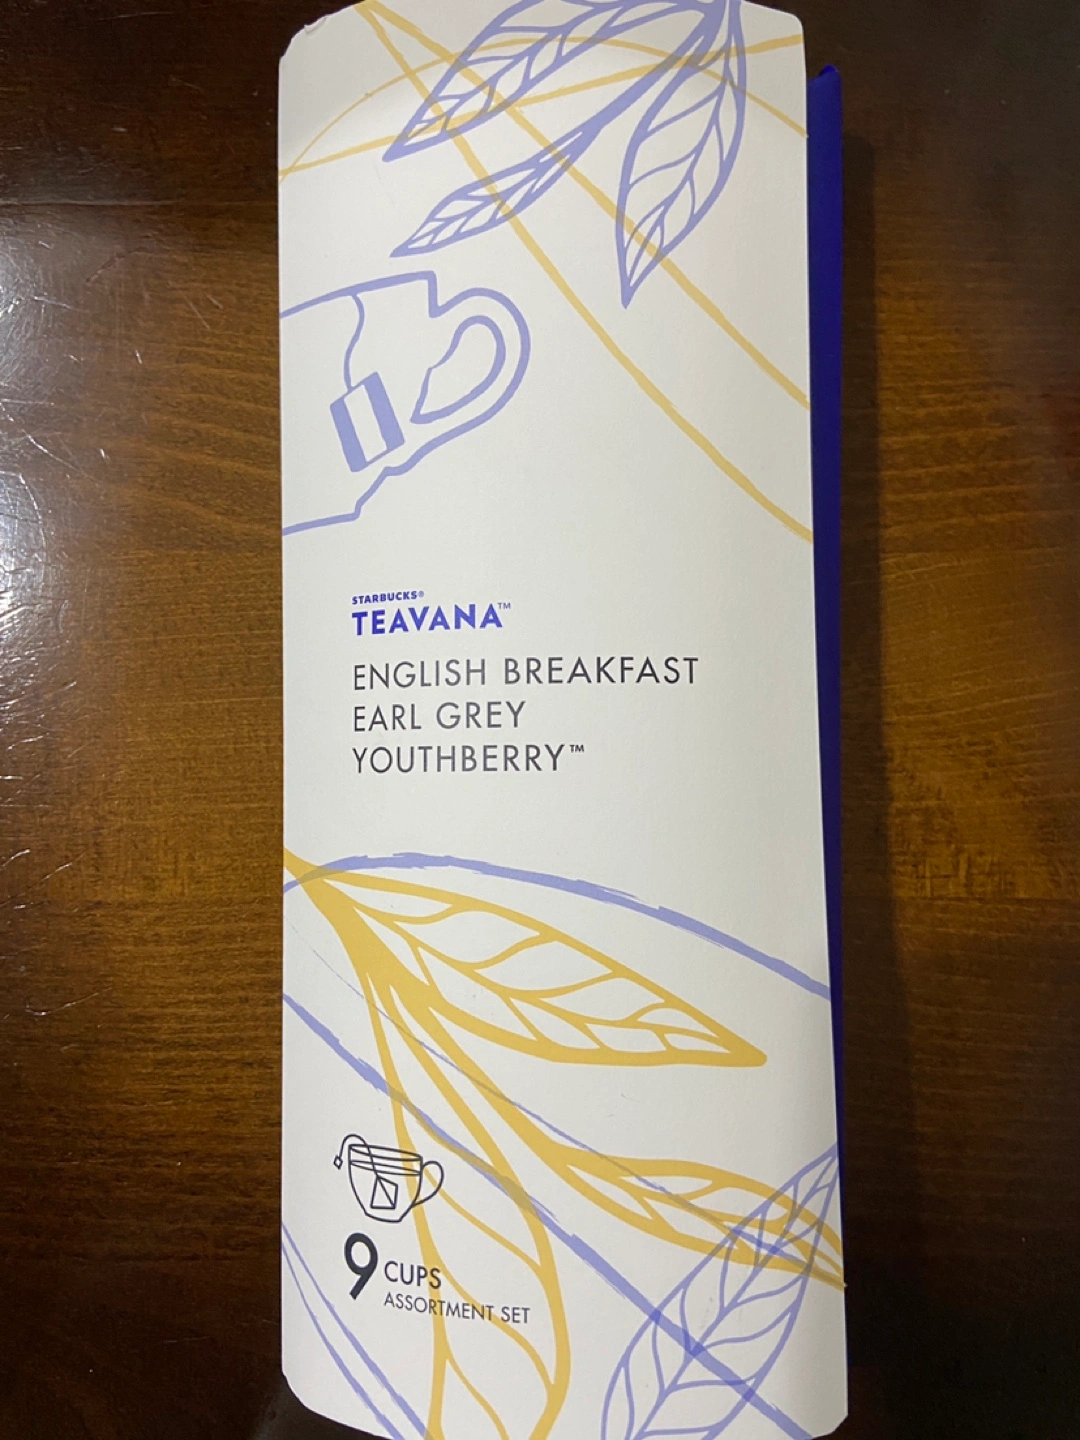 STARBUCKS®
TEAVANA™
ENGLISH BREAKFAST
EARL GREY
YOUTHBERRY™
9 CUPS
ASSORTMENT SET